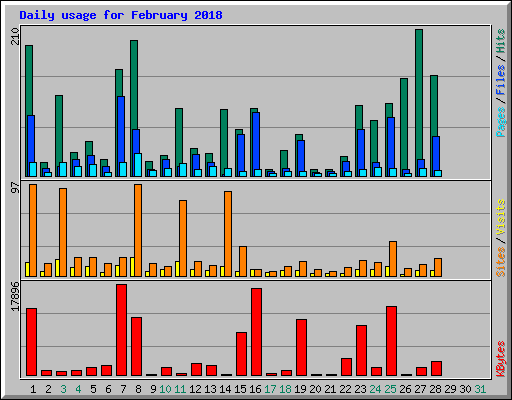 Daily usage for February 2018
210
Pages / Files / Hits
97
Sites / Visits
17896
KBytes
1 2 3 4 5 6 7 8 9 10 11 12 13 14 15 16 17 18 19 20 21 22 23 24 25 26 27 28 29 30 31